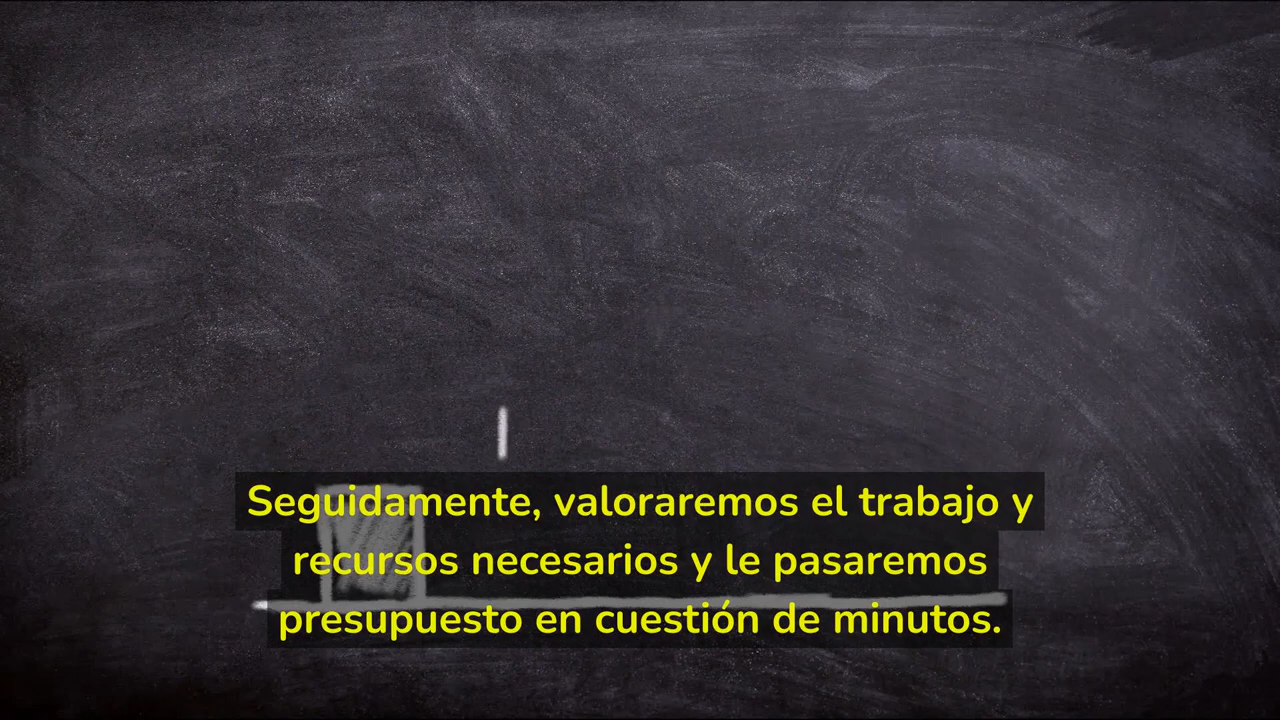 Seguidamente, valoraremos el trabajo y
recursos necesarios y le pasaremos
presupuesto en cuestión de minutos.